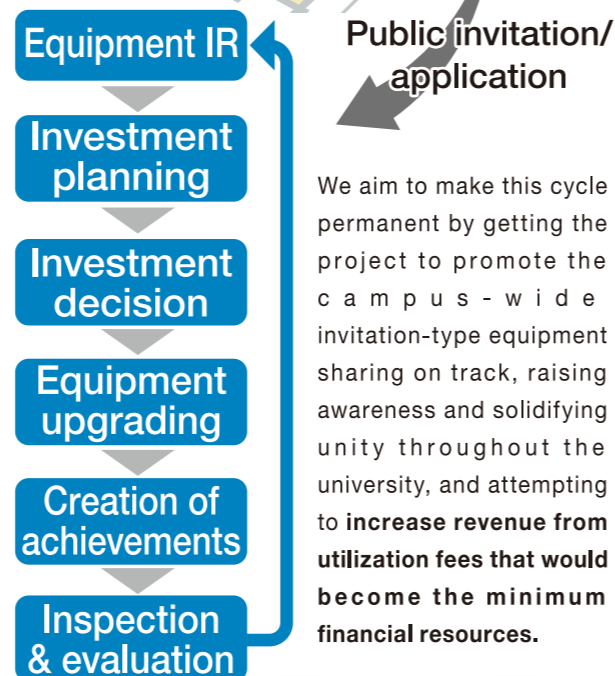 Equipment IR
Investment
planning
Investment
decision
Equipment
upgrading
Creation of
achievements
Inspection
& evaluation
Public invitation/
application
We aim to make this cycle
permanent by getting the
project to promote the
campus-wide
invitation-type equipment
sharing on track, raising
awareness and solidifying
unity throughout the
university, and attempting
to increase revenue from
utilization fees that would
become the minimum
financial resources.